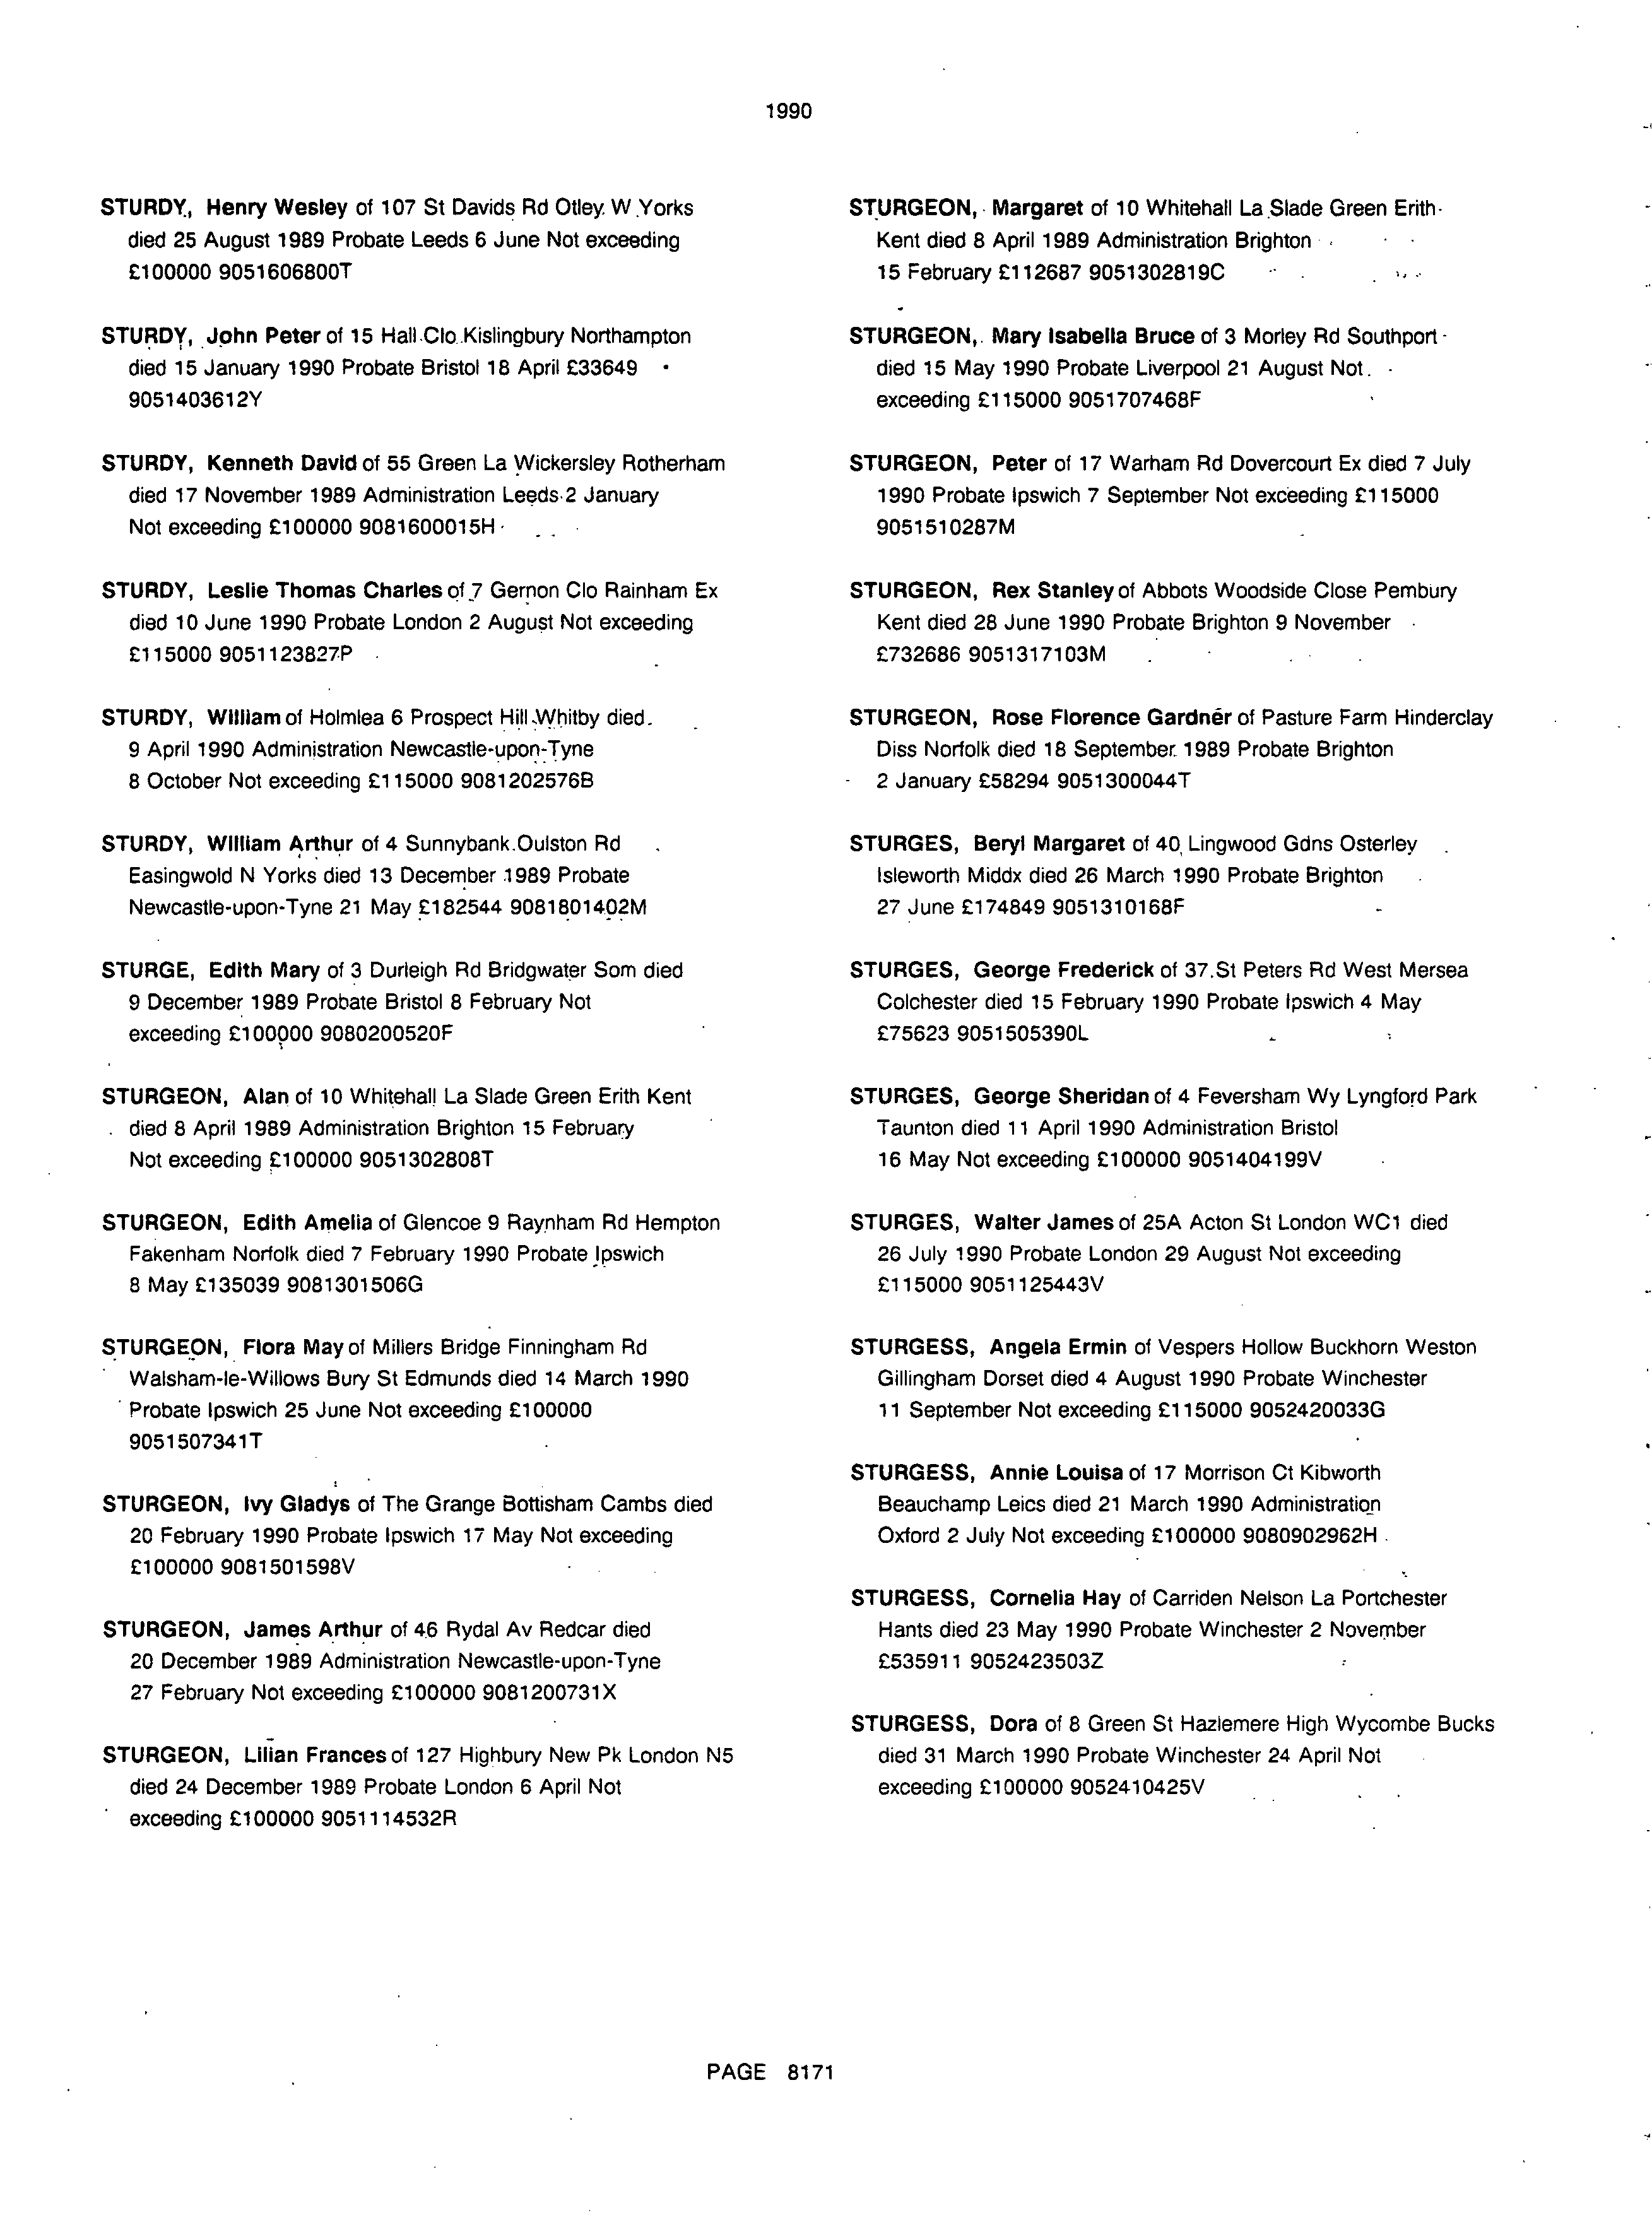 1990
STURDY, Henry Wesley of 107 St Davids Rd Otley W Yorks
died 25 August 1989 Probate Leeds 6 June Not exceeding
£100000 9051606800T
STURDY, John Peter of 15 Hall Clo Kislingbury Northampton
died 15 January 1990 Probate Bristol 18 April £33649
9051403612Y
STURDY, Kenneth David of 55 Green La Wickersley Rotherham
died 17 November 1989 Administration Leeds 2 January
Not exceeding £100000 9081600015H
STURDY, Leslie Thomas Charles of 7 Gernon Clo Rainham Ex
died 10 June 1990 Probate London 2 August Not exceeding
£115000 9051123827P
STURDY, William of Holmlea 6 Prospect Hill Whitby died
9 April 1990 Administration Newcastle-upon-Tyne
8 October Not exceeding £115000 9081202576B
STURDY, William Arthur of 4 Sunnybank Oulston Rd
Easingwold N Yorks died 13 December 1989 Probate
Newcastle-upon-Tyne 21 May £182544 9081801402M
STURGE, Edith Mary of 3 Durleigh Rd Bridgwater Som died
9 December 1989 Probate Bristol 8 February Not
exceeding £100000 9080200520F
STURGEON, Alan of 10 Whitehall La Slade Green Erith Kent
died 8 April 1989 Administration Brighton 15 February
Not exceeding £100000 9051302808T
STURGEON, Edith Amelia of Glencoe 9 Raynham Rd Hempton
Fakenham Norfolk died 7 February 1990 Probate Ipswich
8 May £135039 9081301506G
STURGEON, Flora May of Millers Bridge Finningham Rd
Walsham-le-Willows Bury St Edmunds died 14 March 1990
Probate Ipswich 25 June Not exceeding £100000
9051507341T
STURGEON, Ivy Gladys of The Grange Bottisham Cambs died
20 February 1990 Probate Ipswich 17 May Not exceeding
£100000 9081501598V
STURGEON, James Arthur of 46 Rydal Av Redcar died
20 December 1989 Administration Newcastle-upon-Tyne
27 February Not exceeding £100000 9081200731X
STURGEON, Lilian Frances of 127 Highbury New Pk London N5
died 24 December 1989 Probate London 6 April Not
exceeding £100000 9051114532R
STURGEON, Margaret of 10 Whitehall La Slade Green Erith
Kent died 8 April 1989 Administration Brighton
15 February £112687 9051302819C
STURGEON, Mary Isabella Bruce of 3 Morley Rd Southport
died 15 May 1990 Probate Liverpool 21 August Not
exceeding £115000 9051707468F
STURGEON, Peter of 17 Warham Rd Dovercourt Ex died 7 July
1990 Probate Ipswich 7 September Not exceeding £115000
9051510287M
STURGEON, Rex Stanley of Abbots Woodside Close Pembury
Kent died 28 June 1990 Probate Brighton 9 November
£732686 9051317103M
STURGEON, Rose Florence Gardner of Pasture Farm Hinderclay
Diss Norfolk died 18 September 1989 Probate Brighton
2 January £58294 9051300044T
STURGES, Beryl Margaret of 40 Lingwood Gdns Osterley
Isleworth Middx died 26 March 1990 Probate Brighton
27 June £174849 9051310168F
STURGES, George Frederick of 37 St Peters Rd West Mersea
Colchester died 15 February 1990 Probate Ipswich 4 May
£75623 9051505390L
STURGES, George Sheridan of 4 Feversham Wy Lyngford Park
Taunton died 11 April 1990 Administration Bristol
16 May Not exceeding £100000 9051404199V
STURGES, Walter James of 25A Acton St London WC1 died
26 July 1990 Probate London 29 August Not exceeding
£115000 9051125443V
STURGESS, Angela Ermin of Vespers Hollow Buckhorn Weston
Gillingham Dorset died 4 August 1990 Probate Winchester
11 September Not exceeding £115000 9052420033G
STURGESS, Annie Louisa of 17 Morrison Ct Kibworth
Beauchamp Leics died 21 March 1990 Administration
Oxford 2 July Not exceeding £100000 9080902962H
STURGESS, Cornelia Hay of Carriden Nelson La Portchester
Hants died 23 May 1990 Probate Winchester 2 November
£535911 9052423503Z
STURGESS, Dora of 8 Green St Hazlemere High Wycombe Bucks
died 31 March 1990 Probate Winchester 24 April Not
exceeding £100000 9052410425V
PAGE 8171